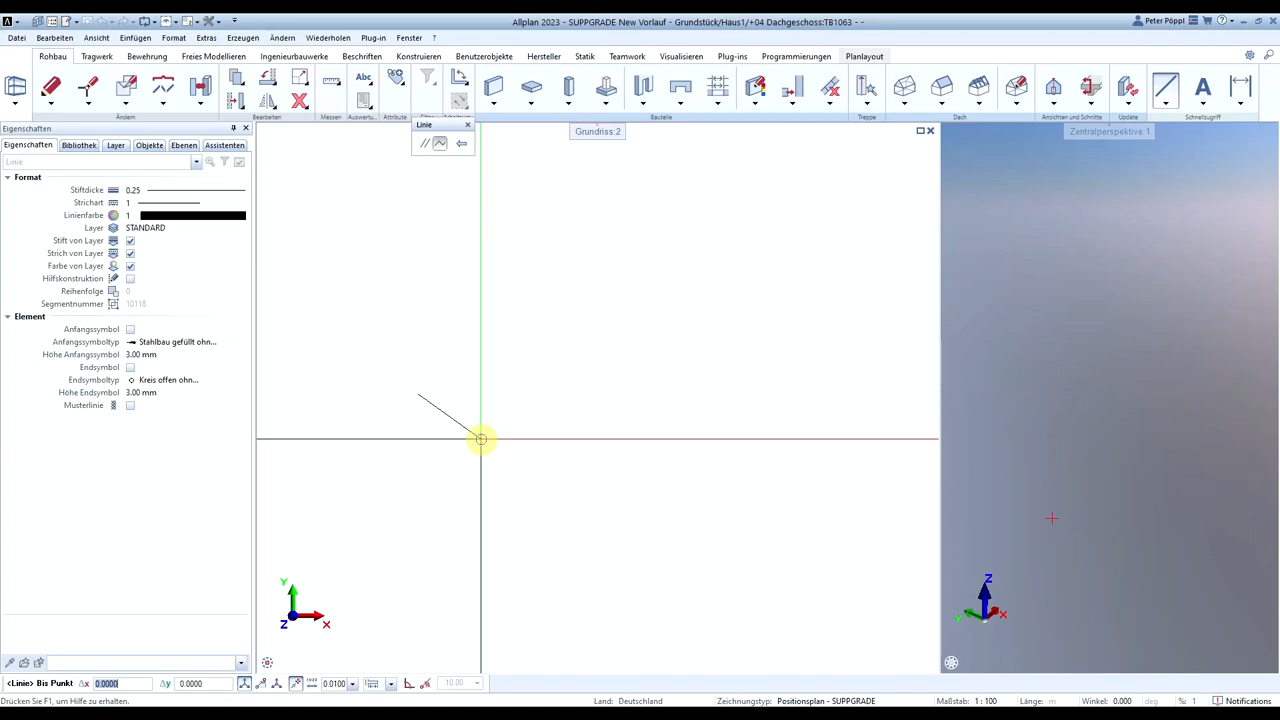 Allplan 2023 - SUPPGRADE New Vorlauf - Grundstück/Haus1/+04 Dachgeschoss:TB1063 - -
Peter Pöppl
Datei Bearbeiten Ansicht Einfügen Format Extras Erzeugen Ändern Wiederholen Plug-in Fenster ?
Rohbau Tragwerk Bewehrung Freies Modellieren Ingenieurbauwerke Beschriften Konstruieren Benutzerobjekte Hersteller Statik Teamwork Visualisieren Plug-ins Programmierungen Planlayout
Abc
A
Ändern Bearbeiten Messen Auswertu... Attribute Bauteile Treppe Dach Ansichten und Schnitte Update Schnellzugriff
Eigenschaften
Linie
Grundriss:2
Zentralperspektive:1
Eigenschaften Bibliothek Layer Objekte Ebenen Assistenten
Linie
Format
Stiftdicke 0.25
Strichart 1
Linienfarbe 1
Layer STANDARD
Stift von Layer
Strich von Layer
Farbe von Layer
Hilfskonstruktion
Reihenfolge 0
Segmentnummer 10118
Element
Anfangssymbol
Anfangssymboltyp Stahlbau gefüllt ohn...
Höhe Anfangssymbol 3.00 mm
Endsymbol
Endsymboltyp Kreis offen ohn...
Höhe Endsymbol 3.00 mm
Musterlinie
Y
Z
X
Z
Y
X
<Linie> Bis Punkt Δx 0.0000 Δy 0.0000 0.0100 10.00
Drücken Sie F1, um Hilfe zu erhalten.
Land: Deutschland Zeichnungstyp: Positionsplan - SUPPGRADE Maßstab: 1 : 100 Länge: m Winkel: 0.000 deg %: 1 Notifications